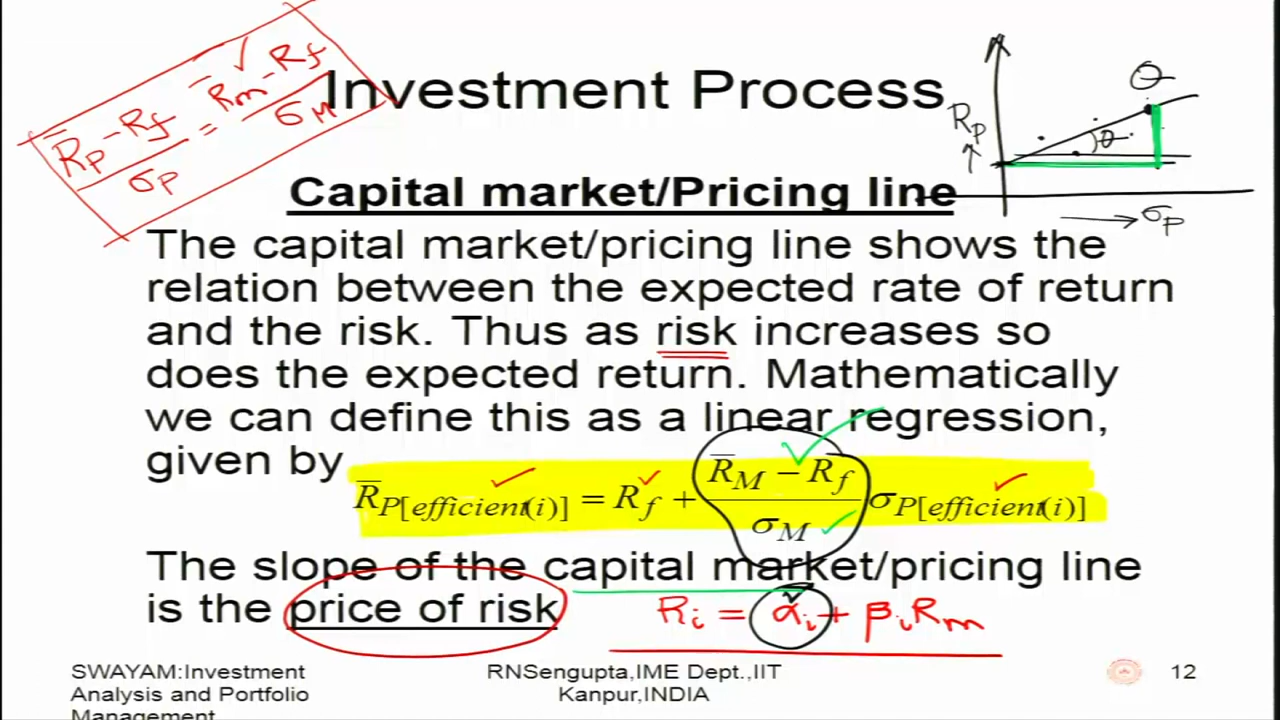 R̄p - Rf / σp = R̄m - Rf / σM
Investment Process
Rp
θ
θ
σp
Capital market/Pricing line
The capital market/pricing line shows the
relation between the expected rate of return
and the risk. Thus as risk increases so
does the expected return. Mathematically
we can define this as a linear regression,
given by
R̄P[efficient(i)] = Rf + (R̄M − Rf / σM) σP[efficient(i)]
The slope of the capital market/pricing line
is the price of risk
Ri = αi + βiRm
SWAYAM:Investment
Analysis and Portfolio
Management
RNSengupta,IME Dept.,IIT
Kanpur,INDIA
12